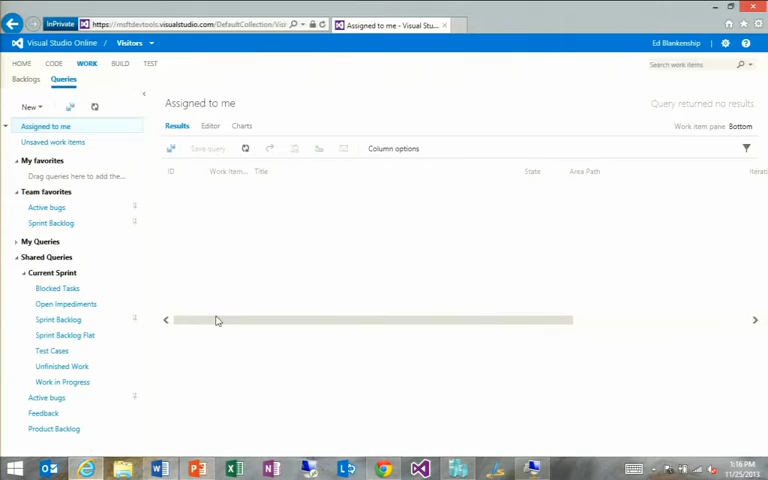 InPrivate https://msftdevtools.visualstudio.com/DefaultCollection/Visi Assigned to me - Visual Stu...
Visual Studio Online / Visitors Ed Blankenship
HOME CODE WORK BUILD TEST Search work items
Backlogs Queries
Assigned to me Query returned no results.
New
Results Editor Charts Work item pane Bottom
Assigned to me
Unsaved work items
Save query Column options
My favorites
ID Work Item... Title State Area Path Iterati
Drag queries here to add the...
Team favorites
Active bugs
Sprint Backlog
My Queries
Shared Queries
Current Sprint
Blocked Tasks
Open Impediments
Sprint Backlog
Sprint Backlog Flat
Test Cases
Unfinished Work
Work in Progress
Active bugs
Feedback
Product Backlog
1:16 PM
11/25/2013